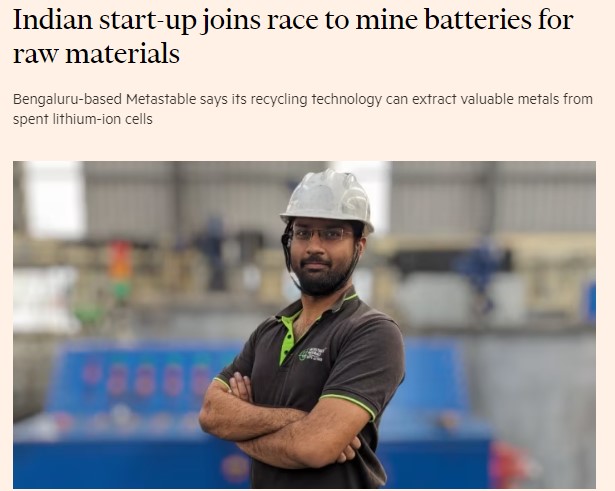 Indian start-up joins race to mine batteries for
raw materials
Bengaluru-based Metastable says its recycling technology can extract valuable metals from
spent lithium-ion cells